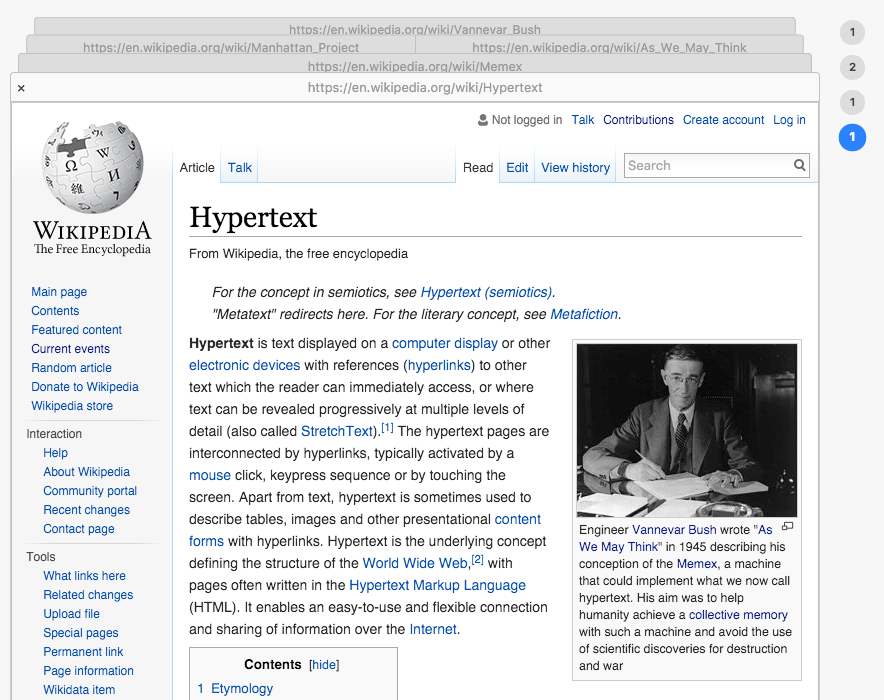 https://en.wikipedia.org/wiki/Vannevar_Bush
1
https://en.wikipedia.org/wiki/Manhattan_Project
https://en.wikipedia.org/wiki/As_We_May_Think
https://en.wikipedia.org/wiki/Memex
2
× https://en.wikipedia.org/wiki/Hypertext
1
1
Not logged in Talk Contributions Create account Log in
Article Talk Read Edit View history Search
WIKIPEDIA
The Free Encyclopedia
Main page
Contents
Featured content
Current events
Random article
Donate to Wikipedia
Wikipedia store
Interaction
Help
About Wikipedia
Community portal
Recent changes
Contact page
Tools
What links here
Related changes
Upload file
Special pages
Permanent link
Page information
Wikidata item
Hypertext
From Wikipedia, the free encyclopedia
For the concept in semiotics, see Hypertext (semiotics).
"Metatext" redirects here. For the literary concept, see Metafiction.
Hypertext is text displayed on a computer display or other
electronic devices with references (hyperlinks) to other
text which the reader can immediately access, or where
text can be revealed progressively at multiple levels of
detail (also called StretchText).[1] The hypertext pages are
interconnected by hyperlinks, typically activated by a
mouse click, keypress sequence or by touching the
screen. Apart from text, hypertext is sometimes used to
describe tables, images and other presentational content
forms with hyperlinks. Hypertext is the underlying concept
defining the structure of the World Wide Web,[2] with
pages often written in the Hypertext Markup Language
(HTML). It enables an easy-to-use and flexible connection
and sharing of information over the Internet.
Engineer Vannevar Bush wrote "As
We May Think" in 1945 describing his
conception of the Memex, a machine
that could implement what we now call
hypertext. His aim was to help
humanity achieve a collective memory
with such a machine and avoid the use
of scientific discoveries for destruction
and war
Contents [hide]
1 Etymology